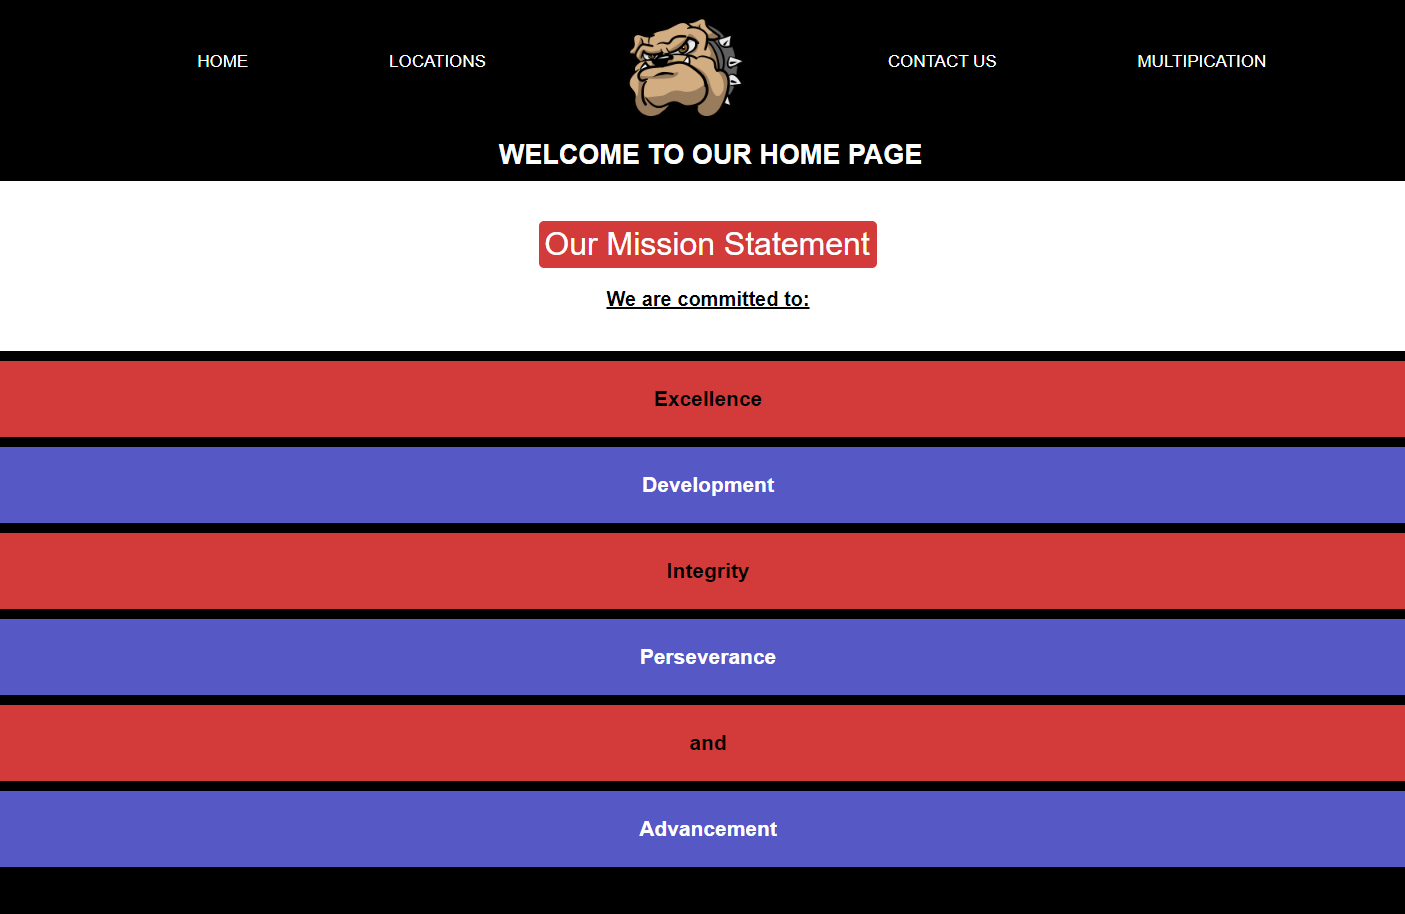 HOME
LOCATIONS
CONTACT US
MULTIPICATION
WELCOME TO OUR HOME PAGE
Our Mission Statement
We are committed to:
Excellence
Development
Integrity
Perseverance
and
Advancement